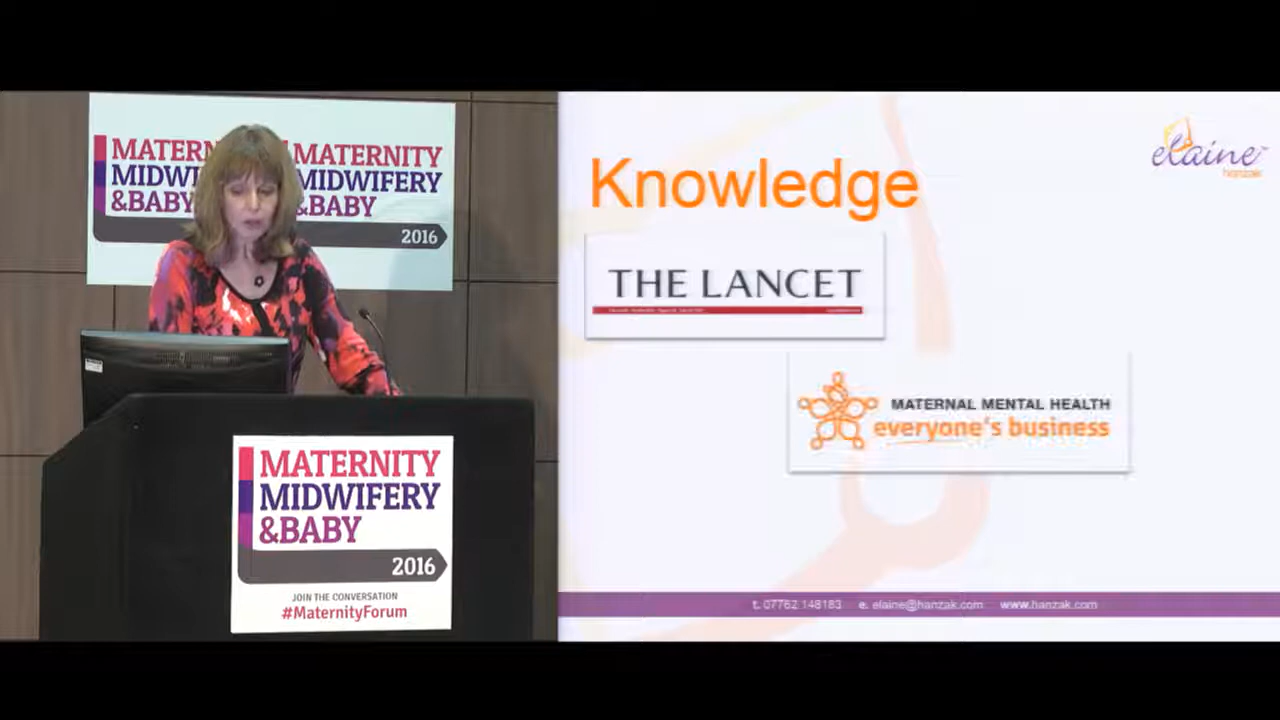 MATERNITY
MIDWIFERY
&BABY
2016
MATERNITY
MIDWIFERY
&BABY
2016
JOIN THE CONVERSATION
#MaternityForum
elaine
hanzak
Knowledge
THE LANCET
MATERNAL MENTAL HEALTH
everyone's business
t. 07762 148183 e. elaine@hanzak.com www.hanzak.com